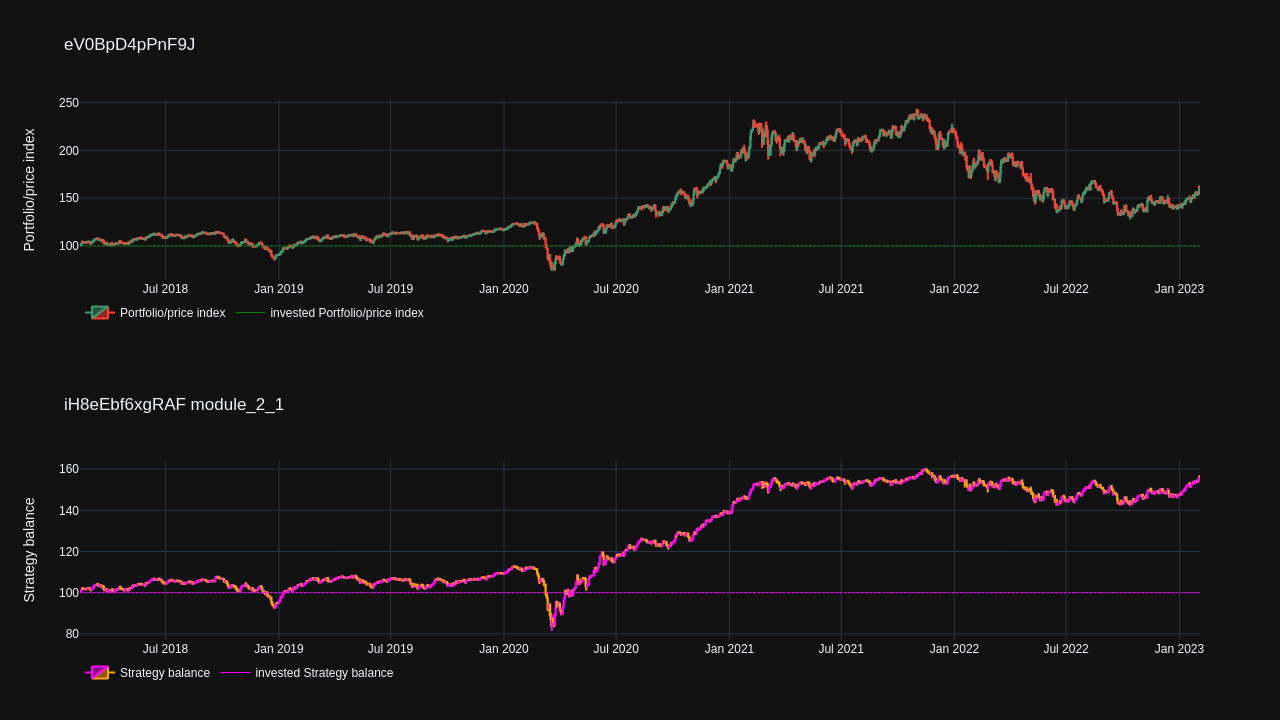 eV0BpD4pPnF9J
250
200
150
100
Portfolio/price index
Jul 2018 Jan 2019 Jul 2019 Jan 2020 Jul 2020 Jan 2021 Jul 2021 Jan 2022 Jul 2022 Jan 2023
Portfolio/price index invested Portfolio/price index
iH8eEbf6xgRAF module_2_1
160
140
120
100
80
Strategy balance
Jul 2018 Jan 2019 Jul 2019 Jan 2020 Jul 2020 Jan 2021 Jul 2021 Jan 2022 Jul 2022 Jan 2023
Strategy balance invested Strategy balance